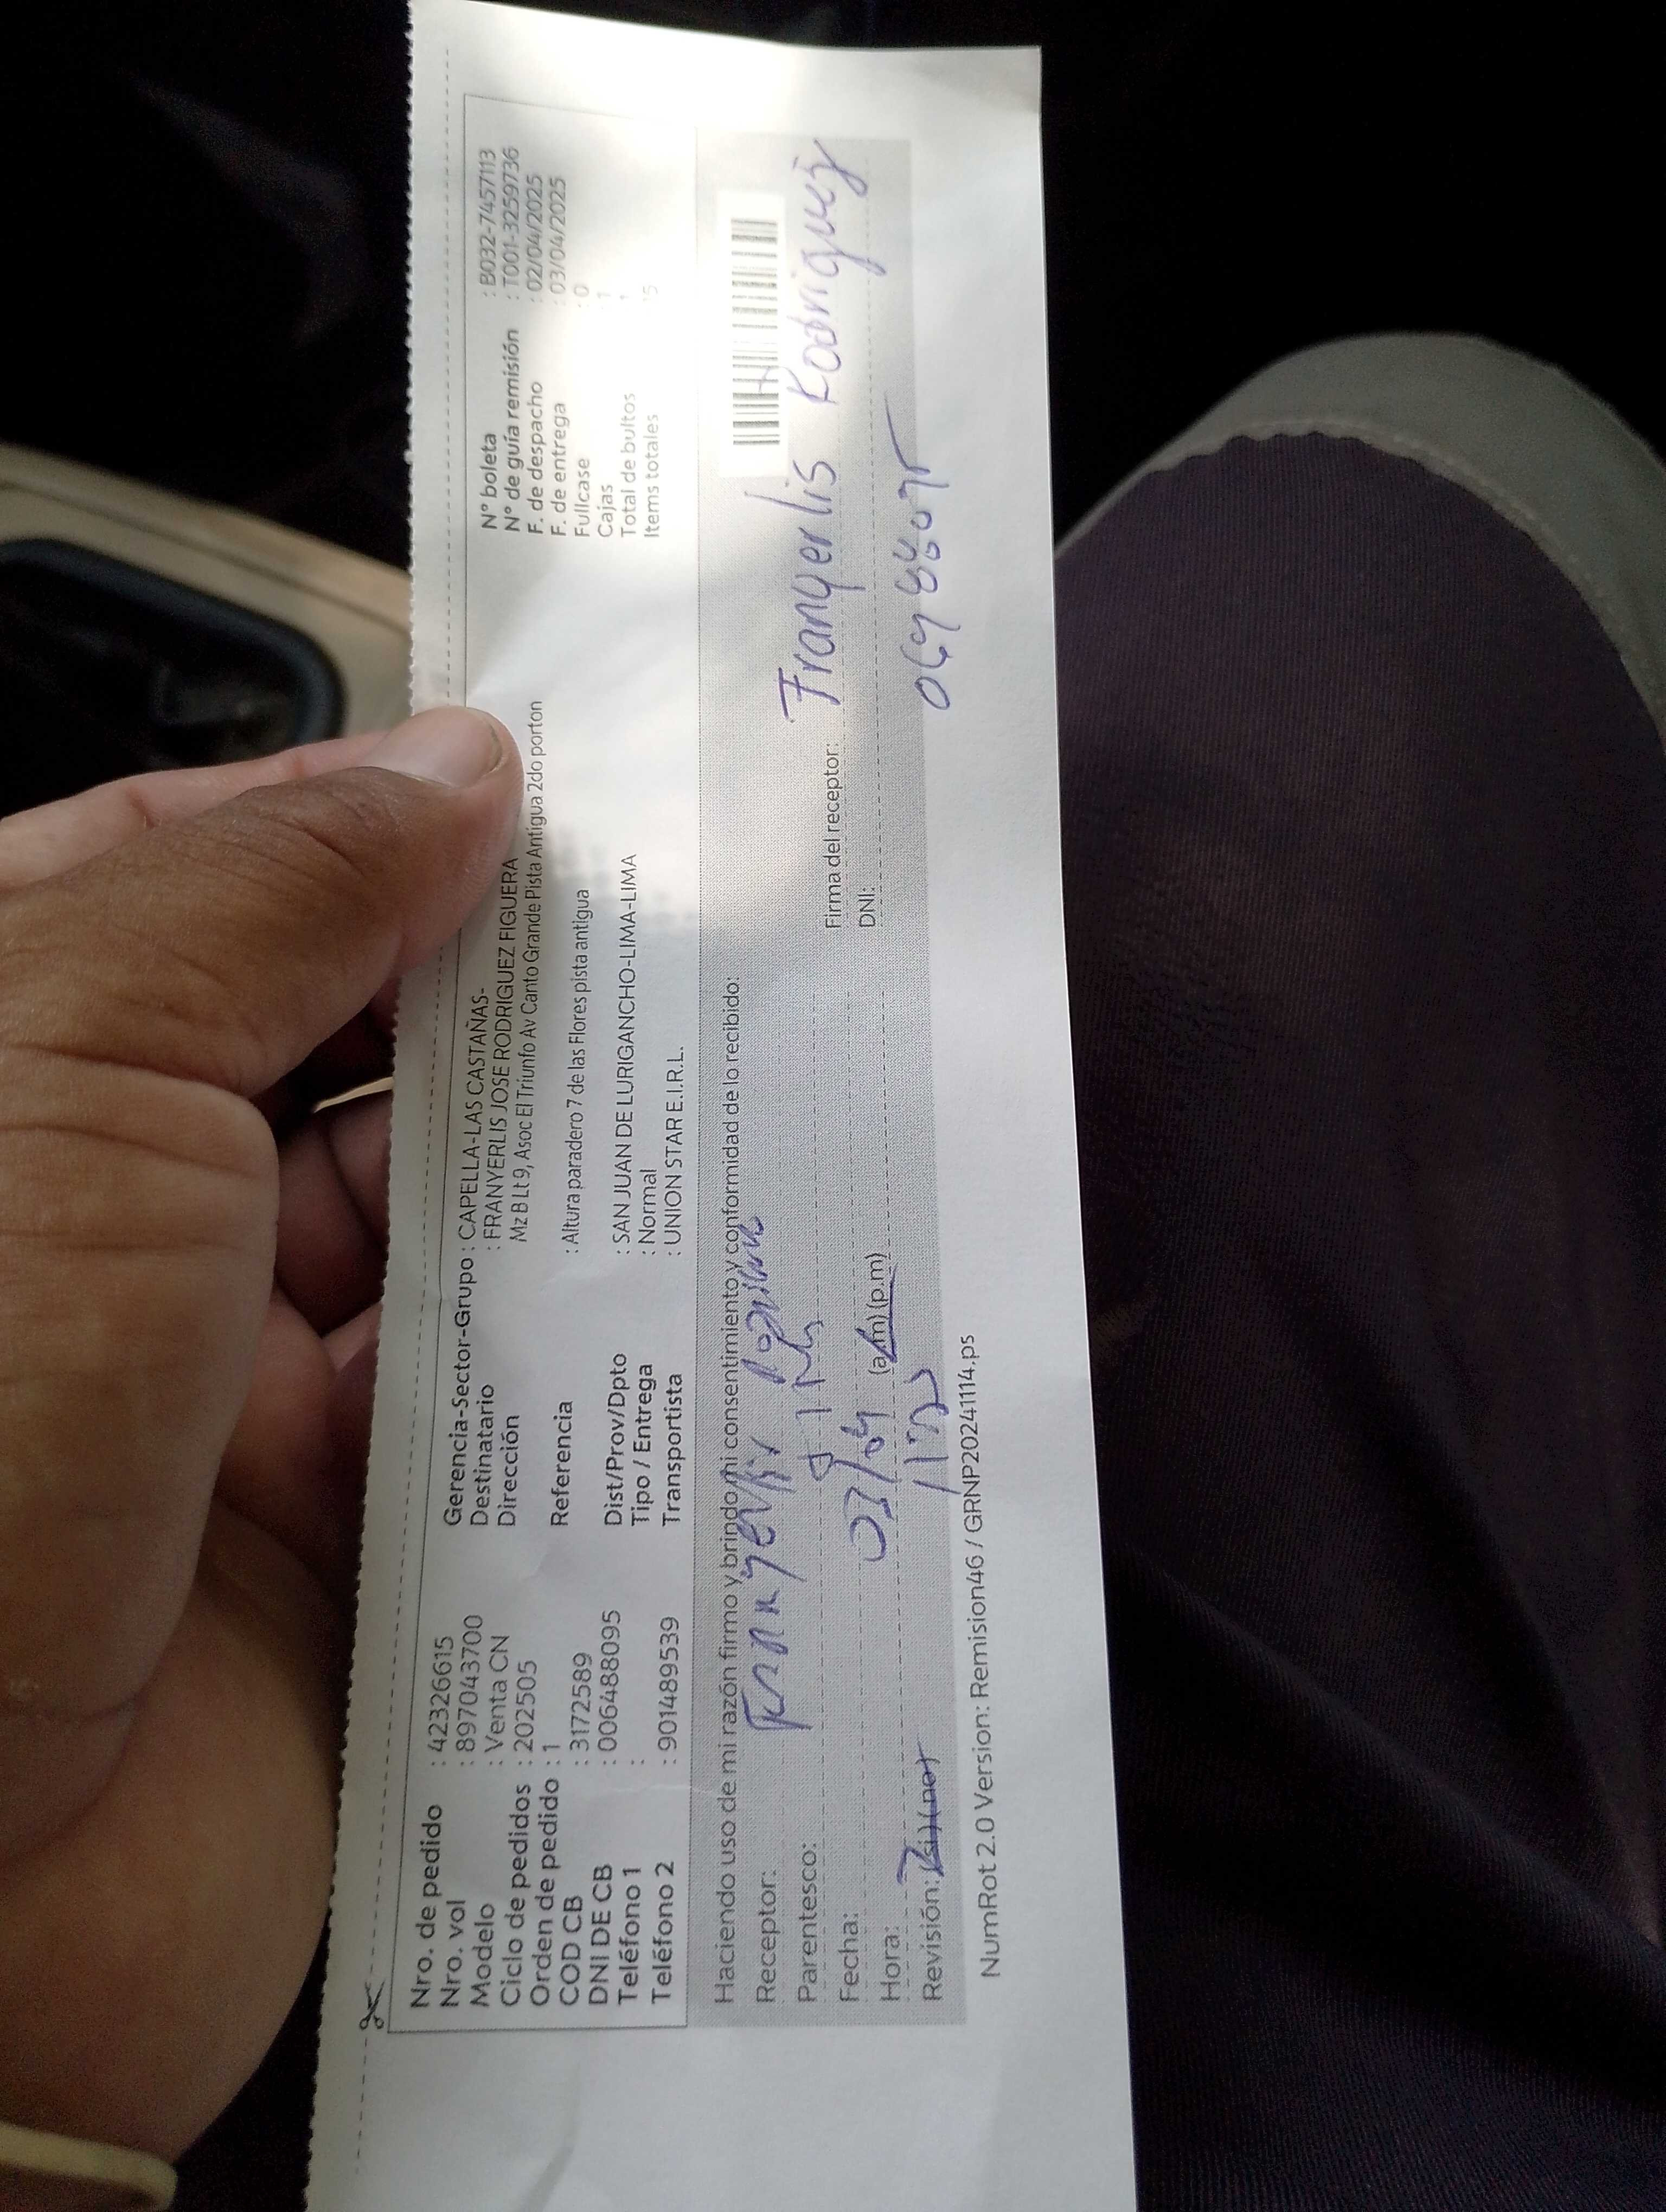 Nro. de pedido : 42326615
Nro. vol : 897043700
Modelo : Venta CN
Ciclo de pedidos : 202505
Orden de pedido : 1
COD CB : 3172589
DNI DE CB : 006488095
Teléfono 1 :
Teléfono 2 : 901489539
Gerencia-Sector-Grupo : CAPELLA-LAS CASTAÑAS-
Destinatario : FRANYERLIS JOSE RODRIGUEZ FIGUERA
Dirección Mz B Lt 9, Asoc El Triunfo Av Canto Grande Pista Antigua 2do porton
Referencia : Altura paradero 7 de las Flores pista antigua
Dist/Prov/Dpto : SAN JUAN DE LURIGANCHO-LIMA-LIMA
Tipo / Entrega : Normal
Transportista : UNION STAR E.I.R.L.
N° boleta : B032-7457113
N° de guía remisión : T001-3259736
F. de despacho : 02/04/2025
F. de entrega : 03/04/2025
Fullcase : 0
Cajas : 1
Total de bultos : 1
Items totales : 15
Haciendo uso de mi razón firmo y brindo mi consentimiento y conformidad de lo recibido:
Receptor:
Parentesco:
Fecha: 03/04
Hora: (a.m) (p.m)
Revisión: (si) (no)
Firma del receptor: Franyerlis Rodriguez
DNI:
NumRot 2.0 Version: Remision46 / GRNP20241114.ps